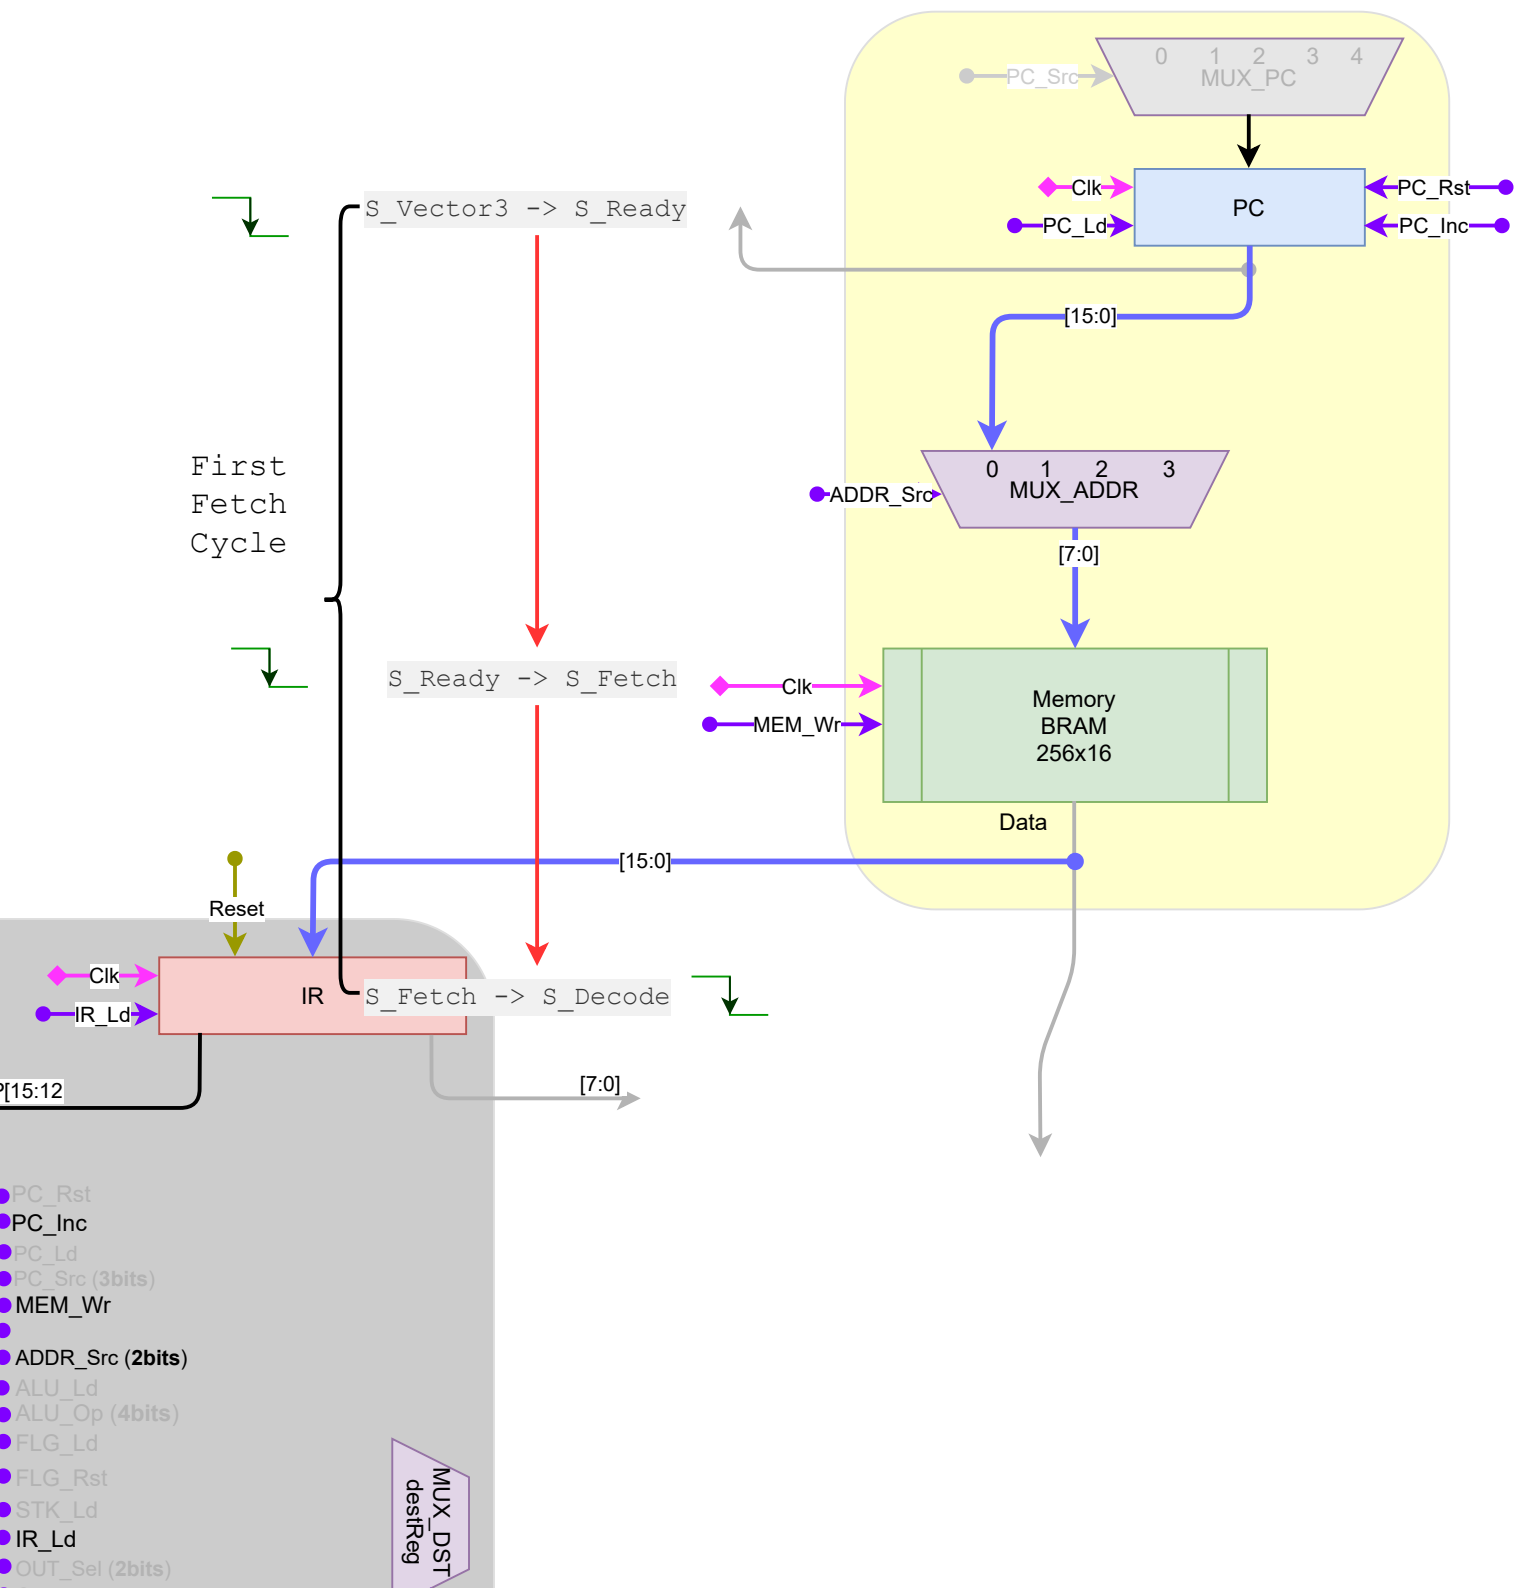 0 1 2 3 4
MUX_PC
PC_Src
Clk
PC_Ld
PC
PC_Rst
PC_Inc
S_Vector3 -> S_Ready
[15:0]
First
Fetch
Cycle
0 1 2 3
MUX_ADDR
ADDR_Src
[7:0]
S_Ready -> S_Fetch
Clk
MEM_Wr
Memory
BRAM
256x16
Data
[15:0]
Reset
Clk
IR_Ld
IR
S_Fetch -> S_Decode
[15:12
[7:0]
PC_Rst
PC_Inc
PC_Ld
PC_Src (3bits)
MEM_Wr
ADDR_Src (2bits)
ALU_Ld
ALU_Op (4bits)
FLG_Ld
FLG_Rst
STK_Ld
IR_Ld
OUT_Sel (2bits)
MUX_DST
destReg